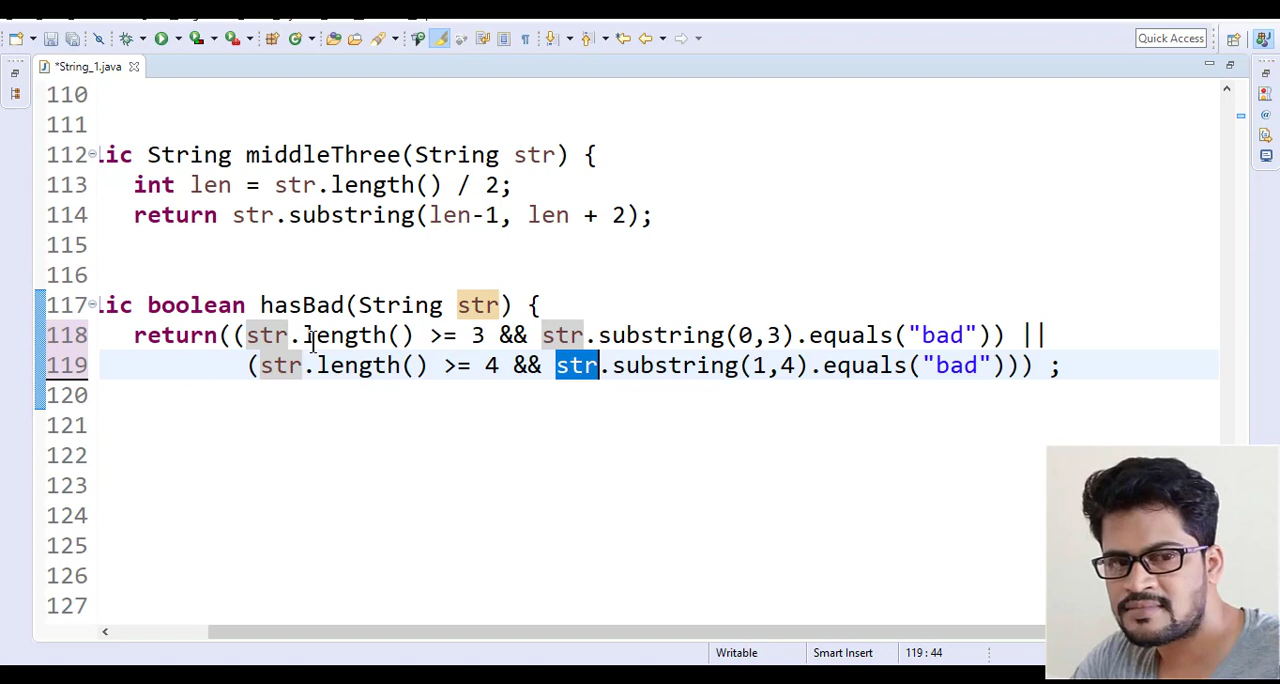 Quick Access
*String_1.java
110
111
112 lic String middleThree(String str) {
113 int len = str.length() / 2;
114 return str.substring(len-1, len + 2);
115
116
117 lic boolean hasBad(String str) {
118 return((str.length() >= 3 && str.substring(0,3).equals("bad")) ||
119 (str.length() >= 4 && str.substring(1,4).equals("bad"))) ;
120
121
122
123
124
125
126
127
Writable Smart Insert 119 : 44